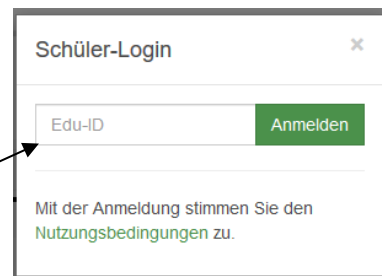 Schüler-Login ×
Edu-ID Anmelden
Mit der Anmeldung stimmen Sie den
Nutzungsbedingungen zu.